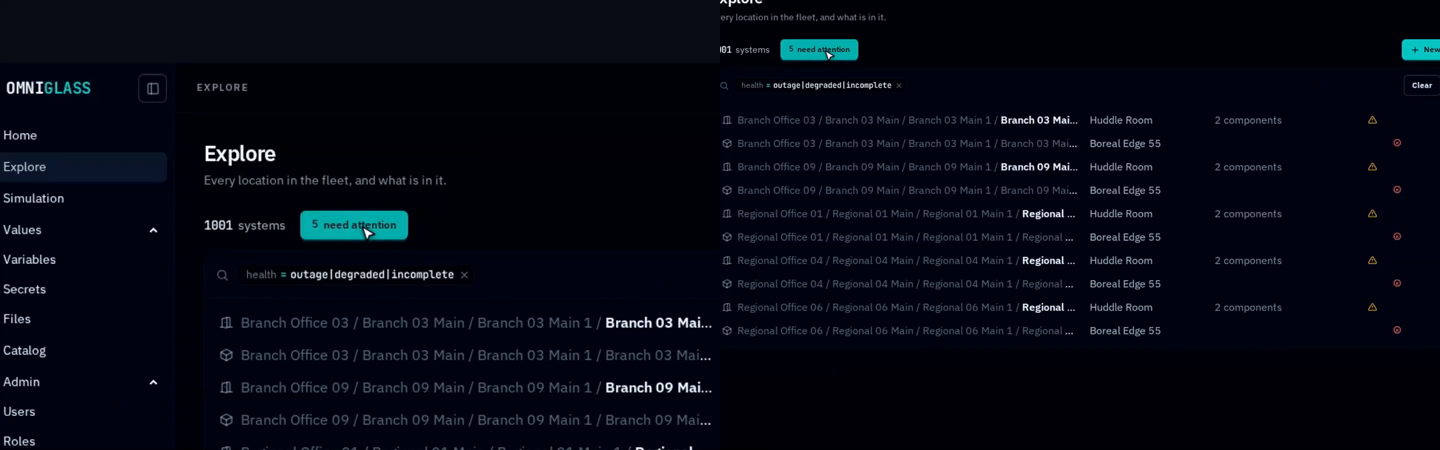 OMNIGLASS
Home
Explore
Simulation
Values
Variables
Secrets
Files
Catalog
Admin
Users
Roles
EXPLORE
Explore
Every location in the fleet, and what is in it.
1001 systems
5 need attention
health = outage|degraded|incomplete ×
Branch Office 03 / Branch 03 Main / Branch 03 Main 1 / Branch 03 Mai...
Branch Office 03 / Branch 03 Main / Branch 03 Main 1 / Branch 03 Mai...
Branch Office 09 / Branch 09 Main / Branch 09 Main 1 / Branch 09 Mai...
Branch Office 09 / Branch 09 Main / Branch 09 Main 1 / Branch 09 Mai...
systems
5 need attention
+ New
health = outage|degraded|incomplete ×
Clear
Branch Office 03 / Branch 03 Main / Branch 03 Main 1 / Branch 03 Mai... Huddle Room 2 components
Branch Office 03 / Branch 03 Main / Branch 03 Main 1 / Branch 03 Mai... Boreal Edge 55
Branch Office 09 / Branch 09 Main / Branch 09 Main 1 / Branch 09 Mai... Huddle Room 2 components
Branch Office 09 / Branch 09 Main / Branch 09 Main 1 / Branch 09 Mai... Boreal Edge 55
Regional Office 01 / Regional 01 Main / Regional 01 Main 1 / Regional ... Huddle Room 2 components
Regional Office 01 / Regional 01 Main / Regional 01 Main 1 / Regional ... Boreal Edge 55
Regional Office 04 / Regional 04 Main / Regional 04 Main 1 / Regional ... Huddle Room 2 components
Regional Office 04 / Regional 04 Main / Regional 04 Main 1 / Regional ... Boreal Edge 55
Regional Office 06 / Regional 06 Main / Regional 06 Main 1 / Regional ... Huddle Room 2 components
Regional Office 06 / Regional 06 Main / Regional 06 Main 1 / Regional ... Boreal Edge 55